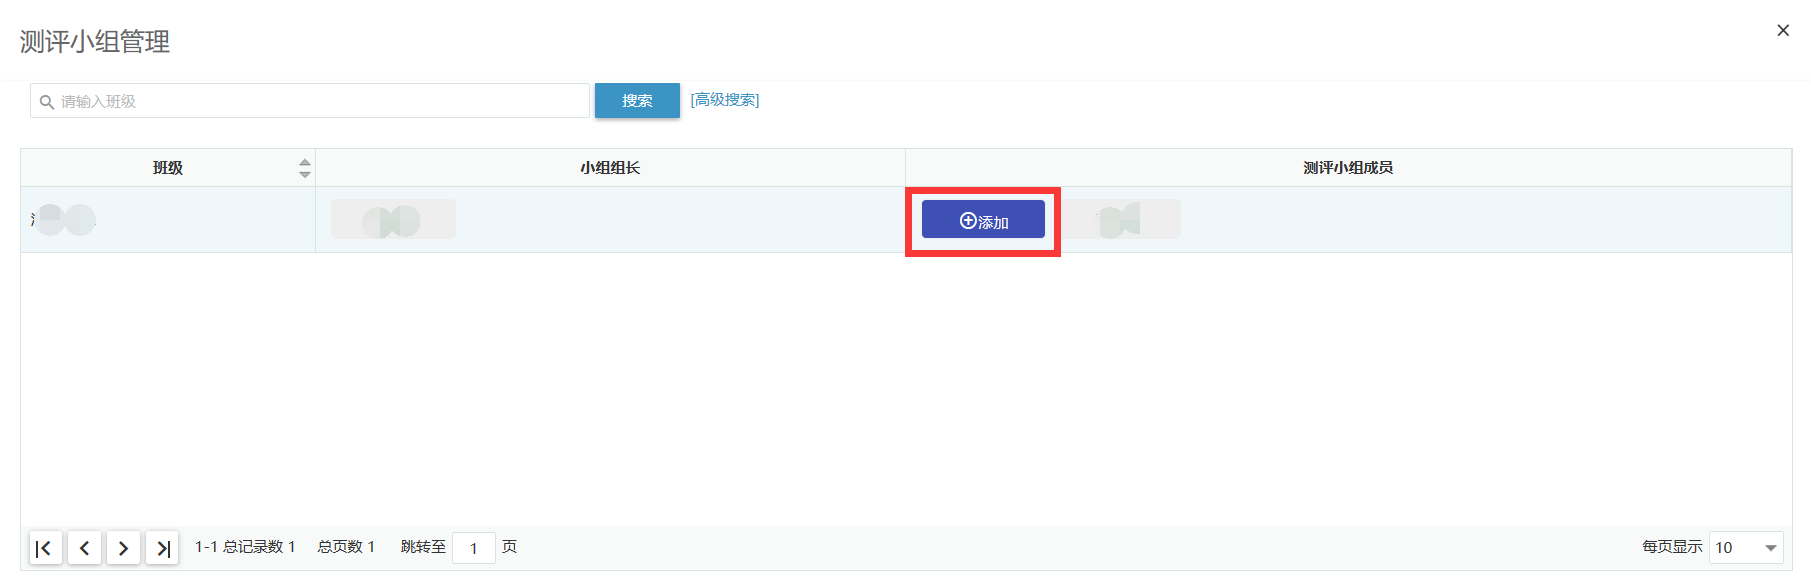 测评小组管理
请输入班级 搜索 [高级搜索]
班级 小组组长 测评小组成员
添加
1-1 总记录数 1 总页数 1 跳转至 1 页 每页显示 10